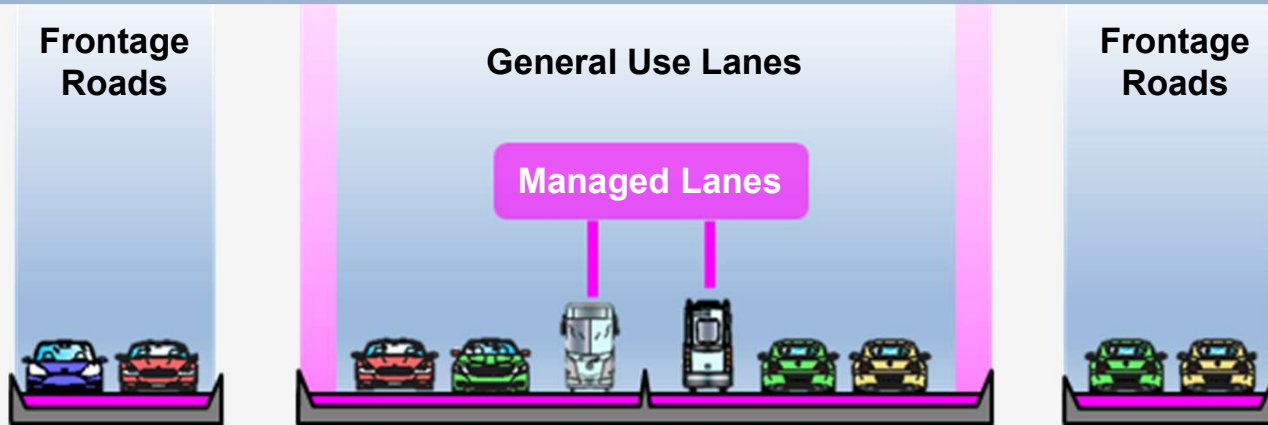 Frontage
Roads
General Use Lanes
Managed Lanes
Frontage
Roads